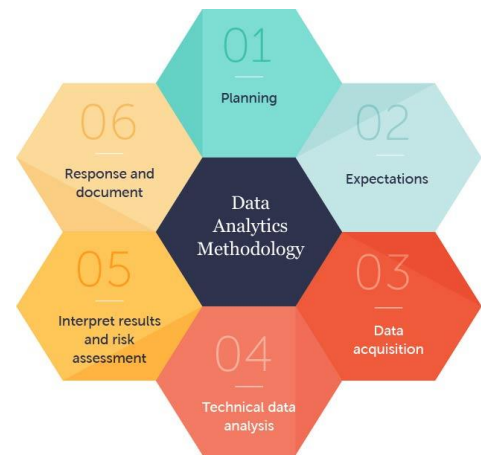 01
Planning
02
Expectations
03
Data
acquisition
04
Technical data
analysis
05
Interpret results
and risk
assessment
06
Response and
document
Data
Analytics
Methodology